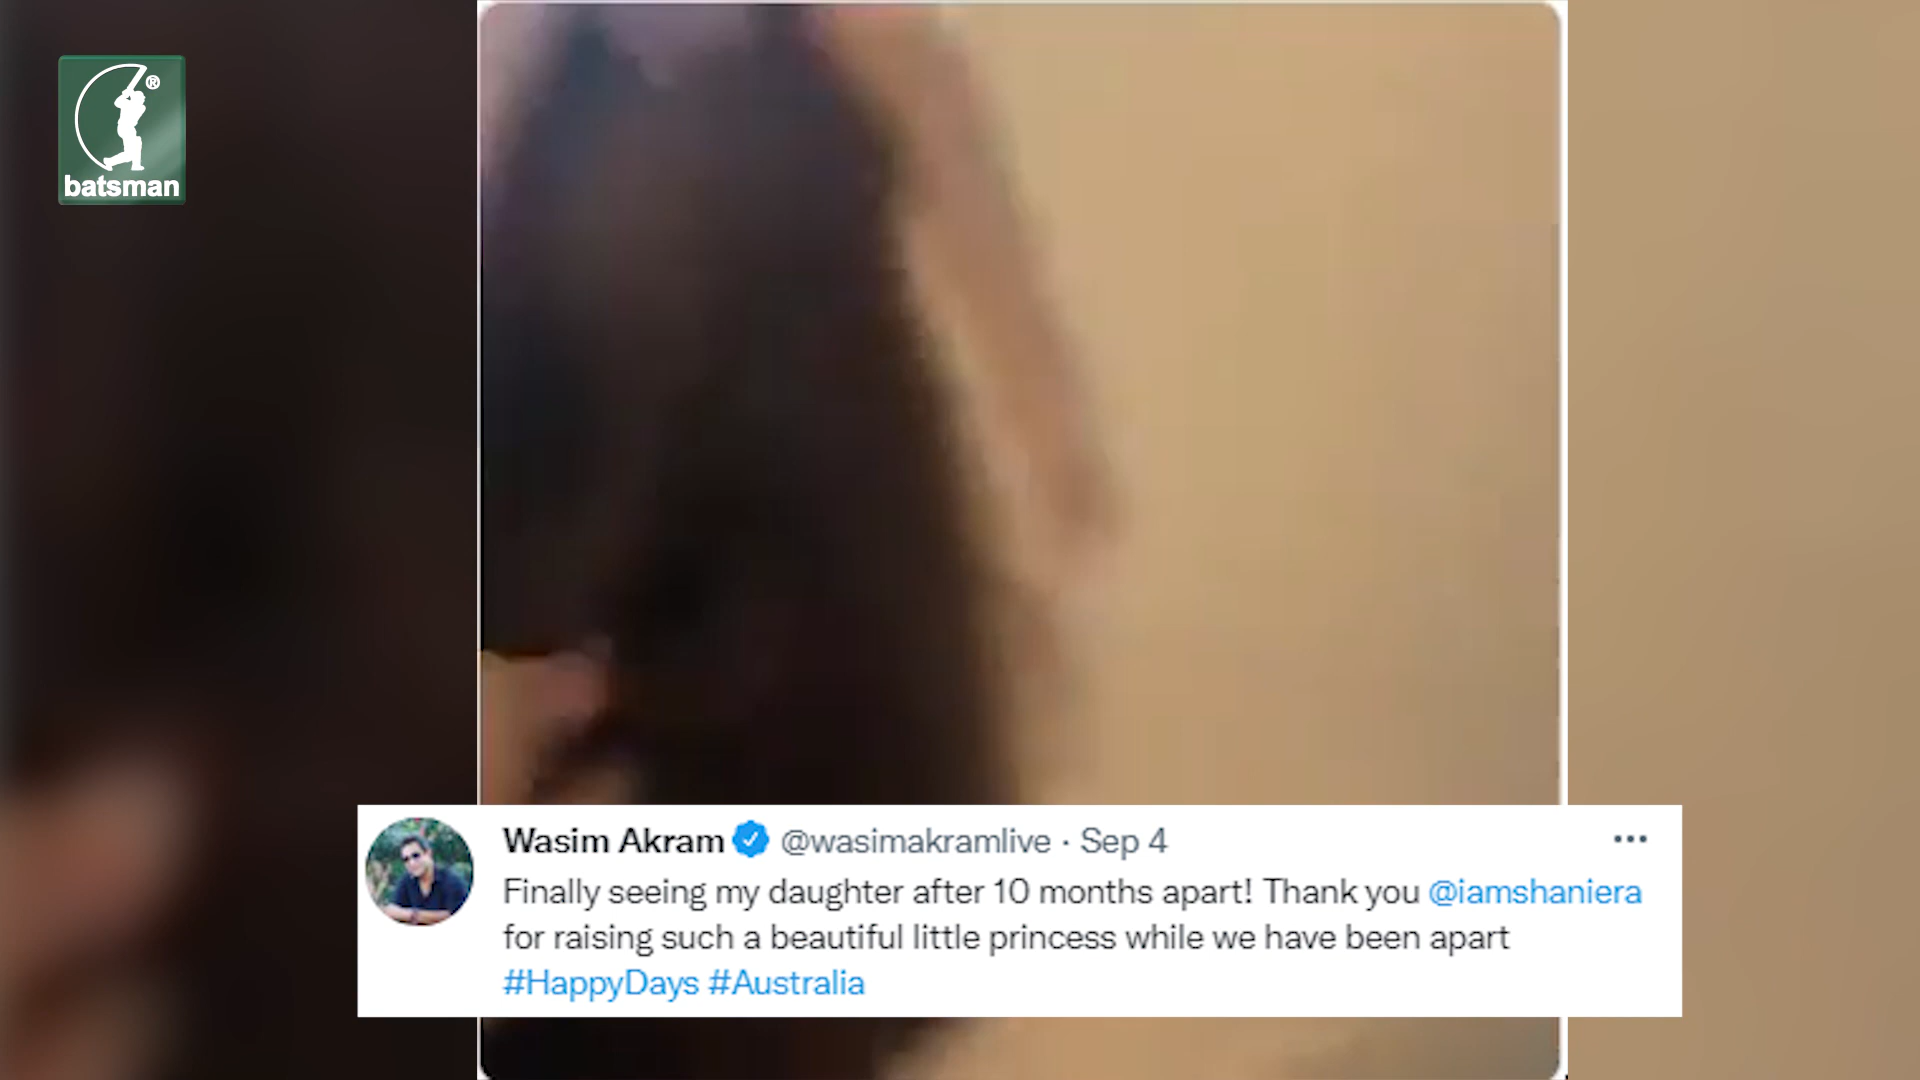 ®
batsman
Wasim Akram @wasimakramlive · Sep 4
Finally seeing my daughter after 10 months apart! Thank you @iamshaniera
for raising such a beautiful little princess while we have been apart
#HappyDays #Australia